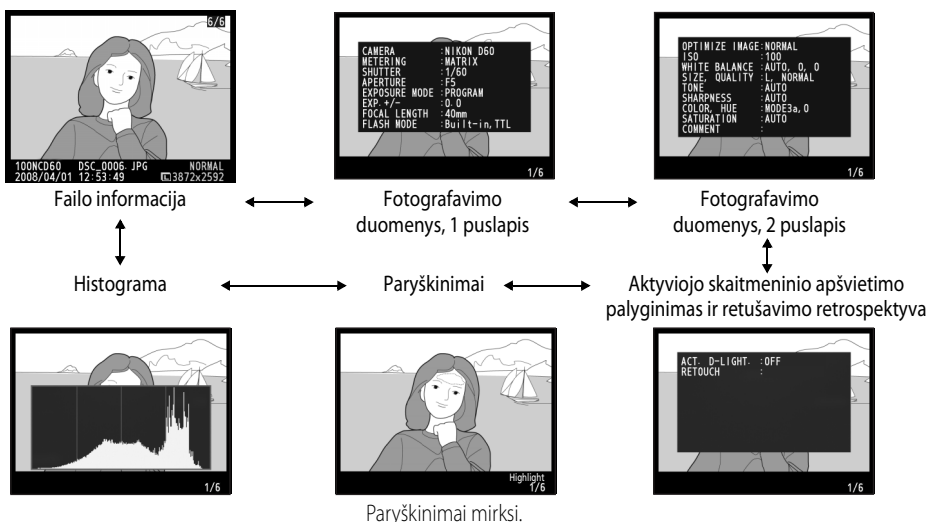 6/6
100NCD60 DSC_0006. JPG NORMAL
2008/04/01 12:53:49 L 3872x2592
CAMERA :NIKON D60
METERING :MATRIX
SHUTTER :1/60
APERTURE :F5
EXPOSURE MODE :PROGRAM
EXP. +/- :0.0
FOCAL LENGTH :40mm
FLASH MODE :Built-in, TTL
1/6
OPTIMIZE IMAGE:NORMAL
ISO :100
WHITE BALANCE :AUTO, 0, 0
SIZE, QUALITY :L, NORMAL
TONE :AUTO
SHARPNESS :AUTO
COLOR, HUE :MODE3a, 0
SATURATION :AUTO
COMMENT :
1/6
Failo informacija
Fotografavimo
duomenys, 1 puslapis
Fotografavimo
duomenys, 2 puslapis
Histograma
Paryškinimai
Aktyviojo skaitmeninio apšvietimo
palyginimas ir retušavimo retrospektyva
1/6
Highlight
1/6
ACT. D-LIGHT. :OFF
RETOUCH :
1/6
Paryškinimai mirksi.